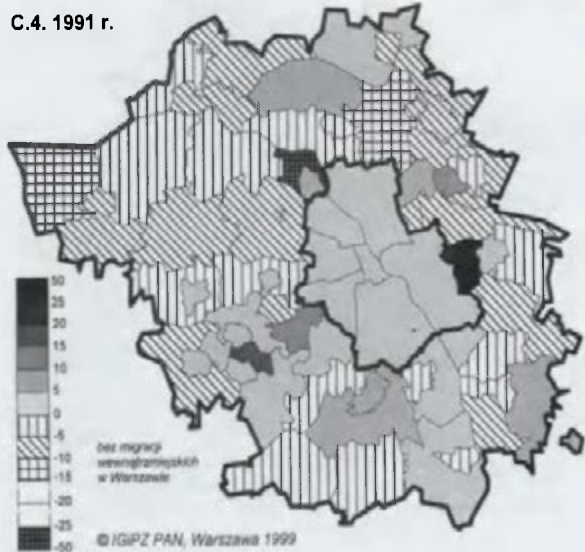 C.4. 1991 r.
50
25
20
15
10
5
0
-5
-10
-15
-20
-25
-50
bez migracji
wewnątrzmiejskich
w Warszawie
© IGiPZ PAN, Warszawa 1999